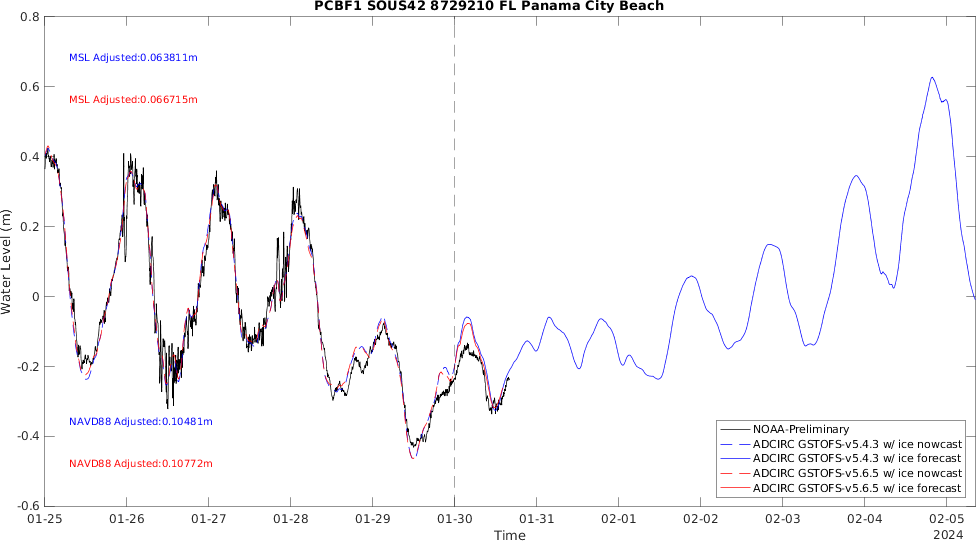 PCBF1 SOUS42 8729210 FL Panama City Beach
0.8
0.6
0.4
0.2
0
-0.2
-0.4
-0.6
Water Level (m)
MSL Adjusted:0.063811m
MSL Adjusted:0.066715m
NAVD88 Adjusted:0.10481m
NAVD88 Adjusted:0.10772m
NOAA-Preliminary
ADCIRC GSTOFS-v5.4.3 w/ ice nowcast
ADCIRC GSTOFS-v5.4.3 w/ ice forecast
ADCIRC GSTOFS-v5.6.5 w/ ice nowcast
ADCIRC GSTOFS-v5.6.5 w/ ice forecast
01-25 01-26 01-27 01-28 01-29 01-30 01-31 02-01 02-02 02-03 02-04 02-05
2024
Time